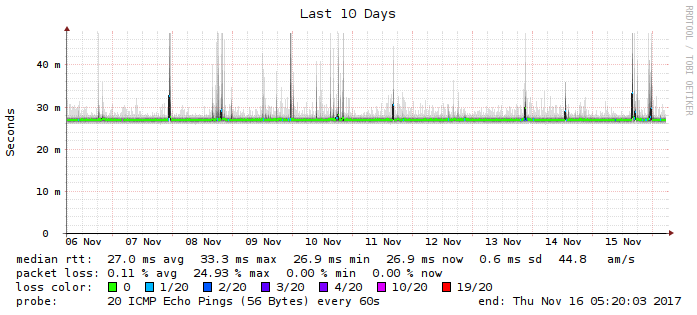 Last 10 Days
RRDTOOL / TOBI OETIKER
Seconds
40 m
30 m
20 m
10 m
0
06 Nov 07 Nov 08 Nov 09 Nov 10 Nov 11 Nov 12 Nov 13 Nov 14 Nov 15 Nov
median rtt: 27.0 ms avg 33.3 ms max 26.9 ms min 26.9 ms now 0.6 ms sd 44.8 am/s
packet loss: 0.11 % avg 24.93 % max 0.00 % min 0.00 % now
loss color: 0 1/20 2/20 3/20 4/20 10/20 19/20
probe: 20 ICMP Echo Pings (56 Bytes) every 60s end: Thu Nov 16 05:20:03 2017